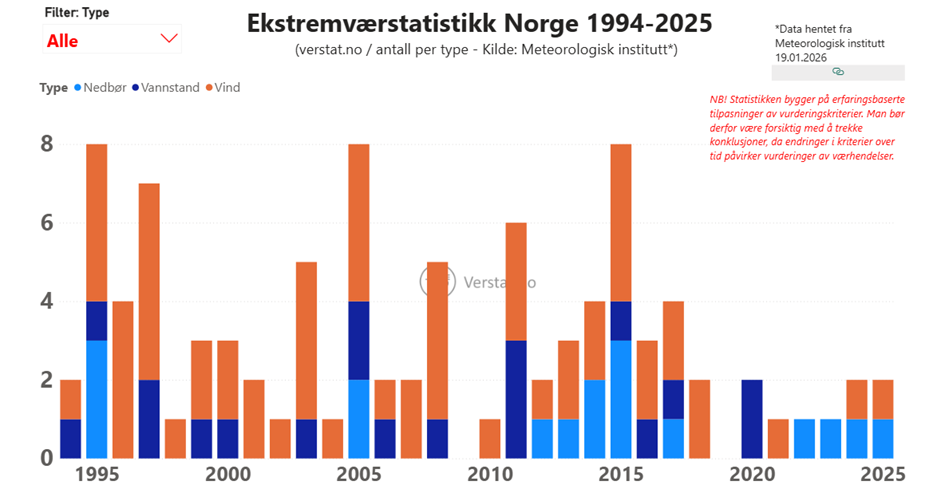 Filter: Type
Alle
Ekstremværstatistikk Norge 1994-2025
(verstat.no / antall per type - Kilde: Meteorologisk institutt*)
*Data hentet fra
Meteorologisk institutt
19.01.2026
Type Nedbør Vannstand Vind
NB! Statistikken bygger på erfaringsbaserte
tilpasninger av vurderingskriterier. Man bør
derfor være forsiktig med å trekke
konklusjoner, da endringer i kriterier over
tid påvirker vurderinger av værhendelser.
8
6
4
2
0
1995 2000 2005 2010 2015 2020 2025